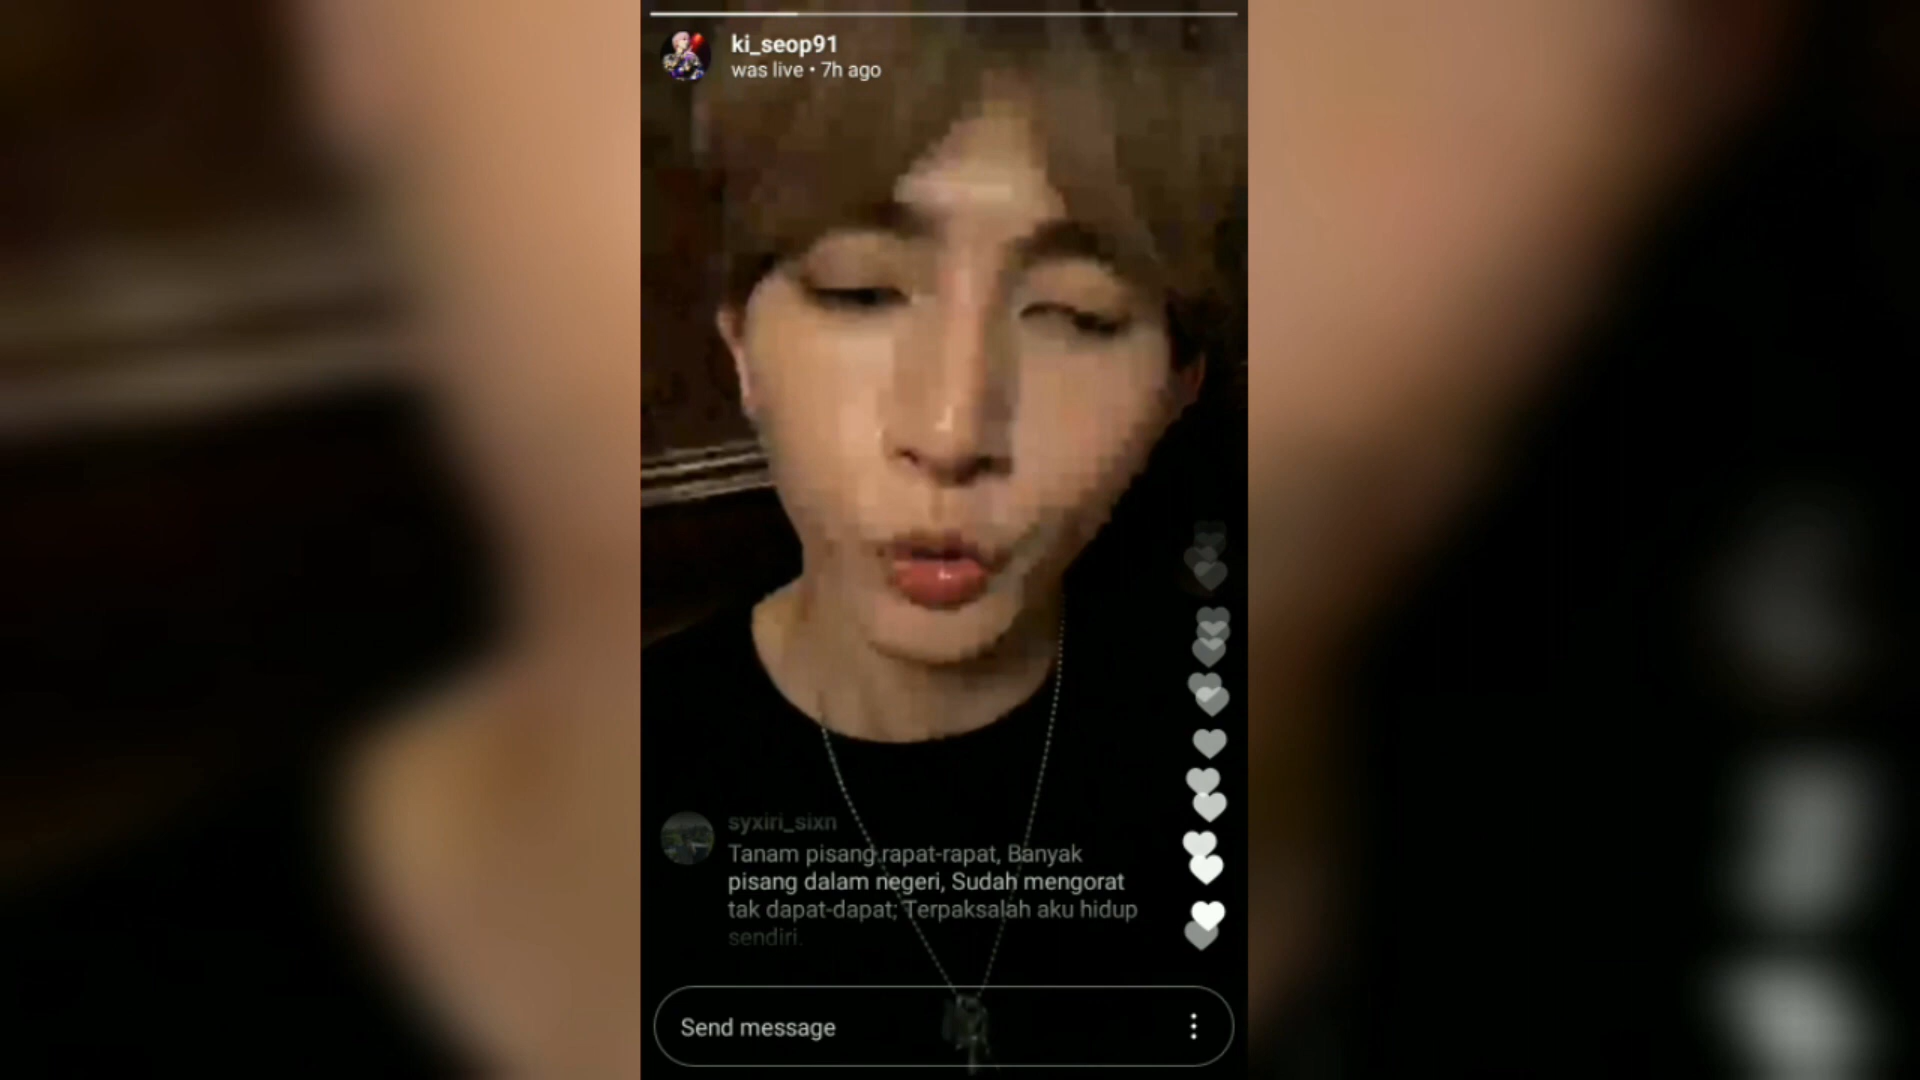 ki_seop91
was live • 7h ago
syxiri_sixn
Tanam pisang rapat-rapat, Banyak
pisang dalam negeri, Sudah mengorat
tak dapat-dapat; Terpaksalah aku hidup
sendiri.
Send message